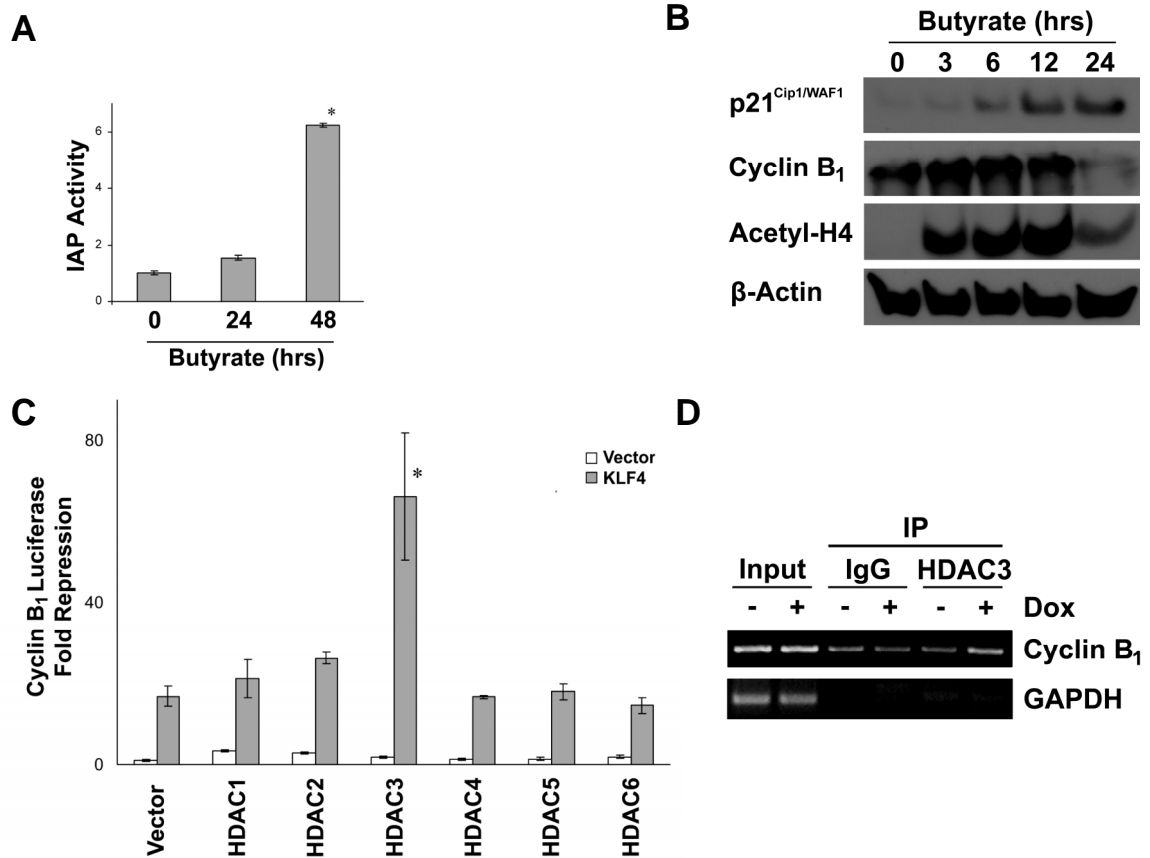 A
IAP Activity
6
4
2
0
0 24 48
*
Butyrate (hrs)
B
Butyrate (hrs)
0 3 6 12 24
p21Cip1/WAF1
Cyclin B1
Acetyl-H4
β-Actin
C
Cyclin B1 Luciferase
Fold Repression
80
40
0
*
Vector
KLF4
Vector
HDAC1
HDAC2
HDAC3
HDAC4
HDAC5
HDAC6
D
IP
Input IgG HDAC3
- + - + - + Dox
Cyclin B1
GAPDH